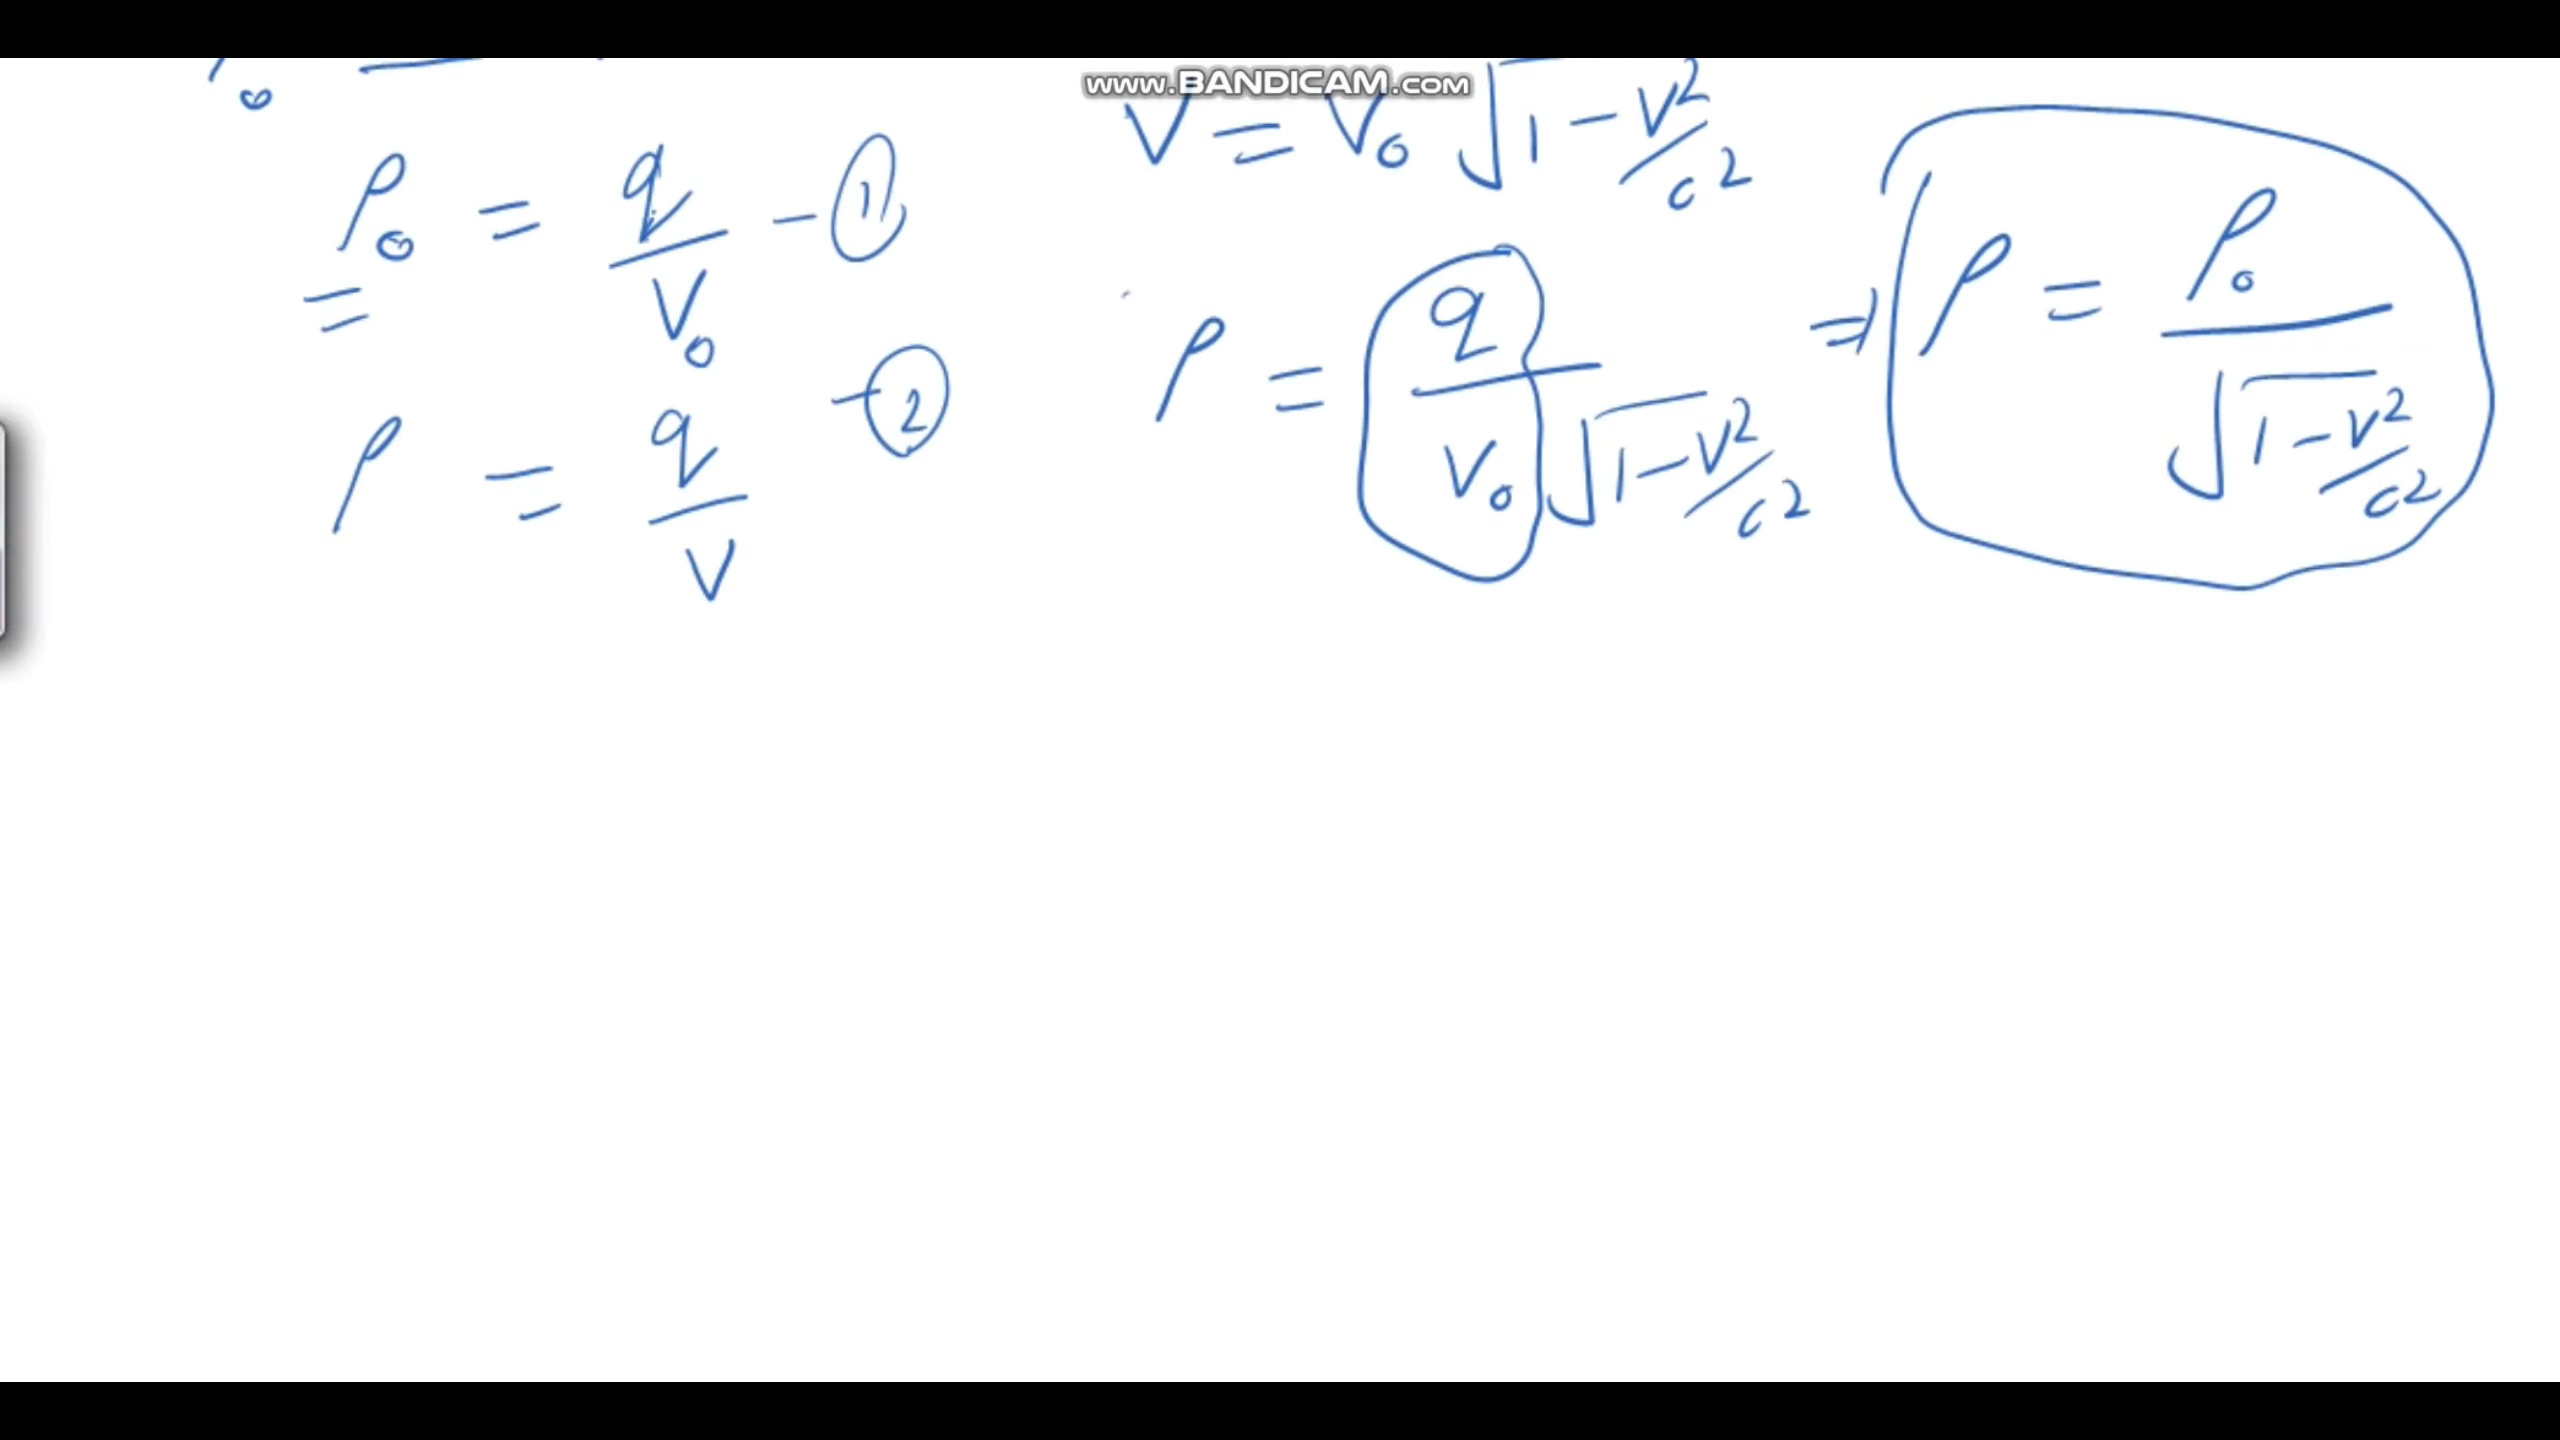 www.BANDICAM.com
ρ₀ = q/V₀ - ①
=
ρ = q/V - ②
V = V₀ √1 - v²/c²
ρ = q/V₀ √1 - v²/c²
⇒ ρ = ρ₀/√1 - v²/c²